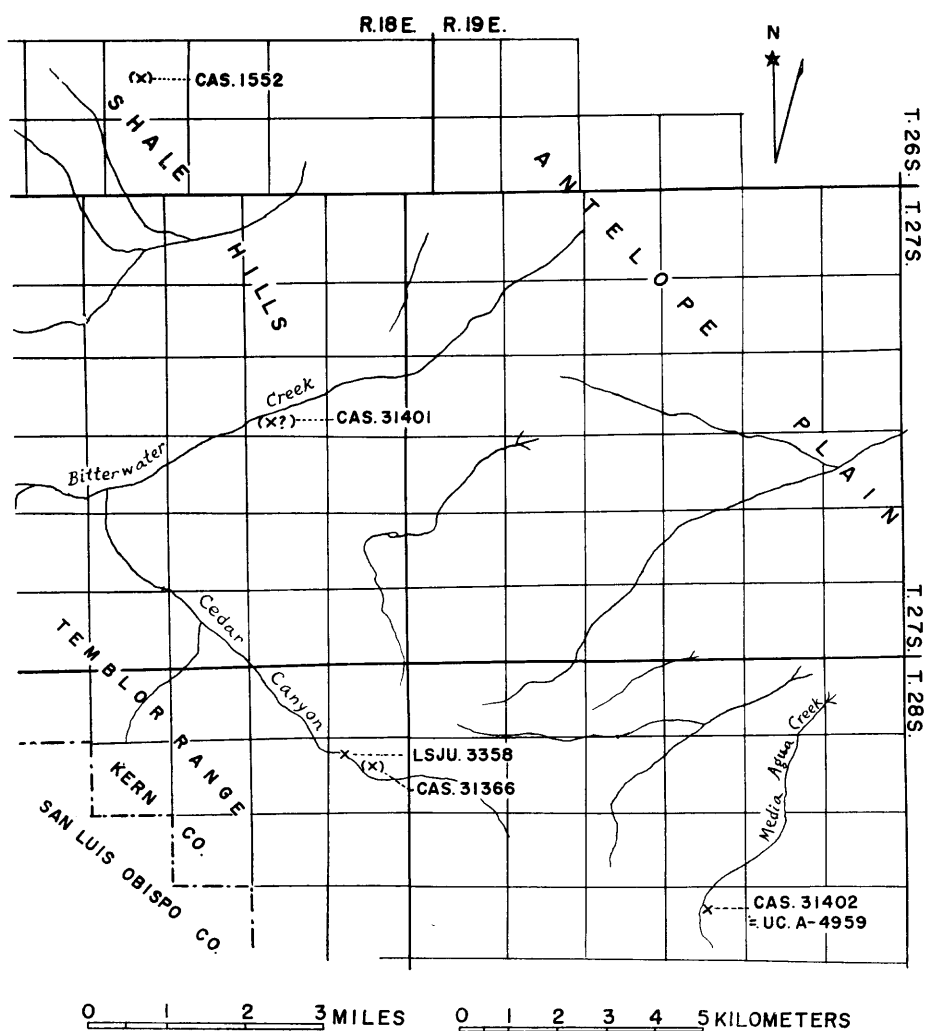 R.18E. R.19E.
N
(x) CAS. 1552
SHALE HILLS
ANTELOPE PLAIN
T. 26S.
T. 27S.
Bitterwater Creek
(x?) CAS. 31401
Cedar Canyon
TEMBLOR RANGE
T. 27S.
T. 28S.
x LSJU. 3358
(x) CAS. 31366
KERN CO.
SAN LUIS OBISPO CO.
Media Agua Creek
x CAS. 31402
= UC. A-4959
0 1 2 3 MILES
0 1 2 3 4 5 KILOMETERS